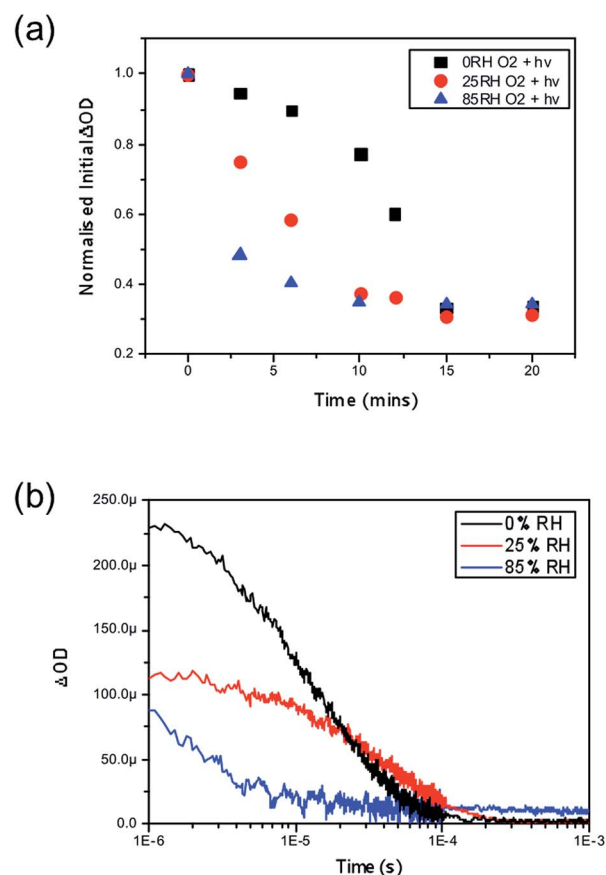 (a)
0RH O2 + hv
25RH O2 + hv
85RH O2 + hv
Normalised Initial ΔOD
1.0
0.8
0.6
0.4
0.2
0 5 10 15 20
Time (mins)
(b)
0% RH
25% RH
85% RH
ΔOD
250.0µ
200.0µ
150.0µ
100.0µ
50.0µ
0.0
1E-6 1E-5 1E-4 1E-3
Time (s)